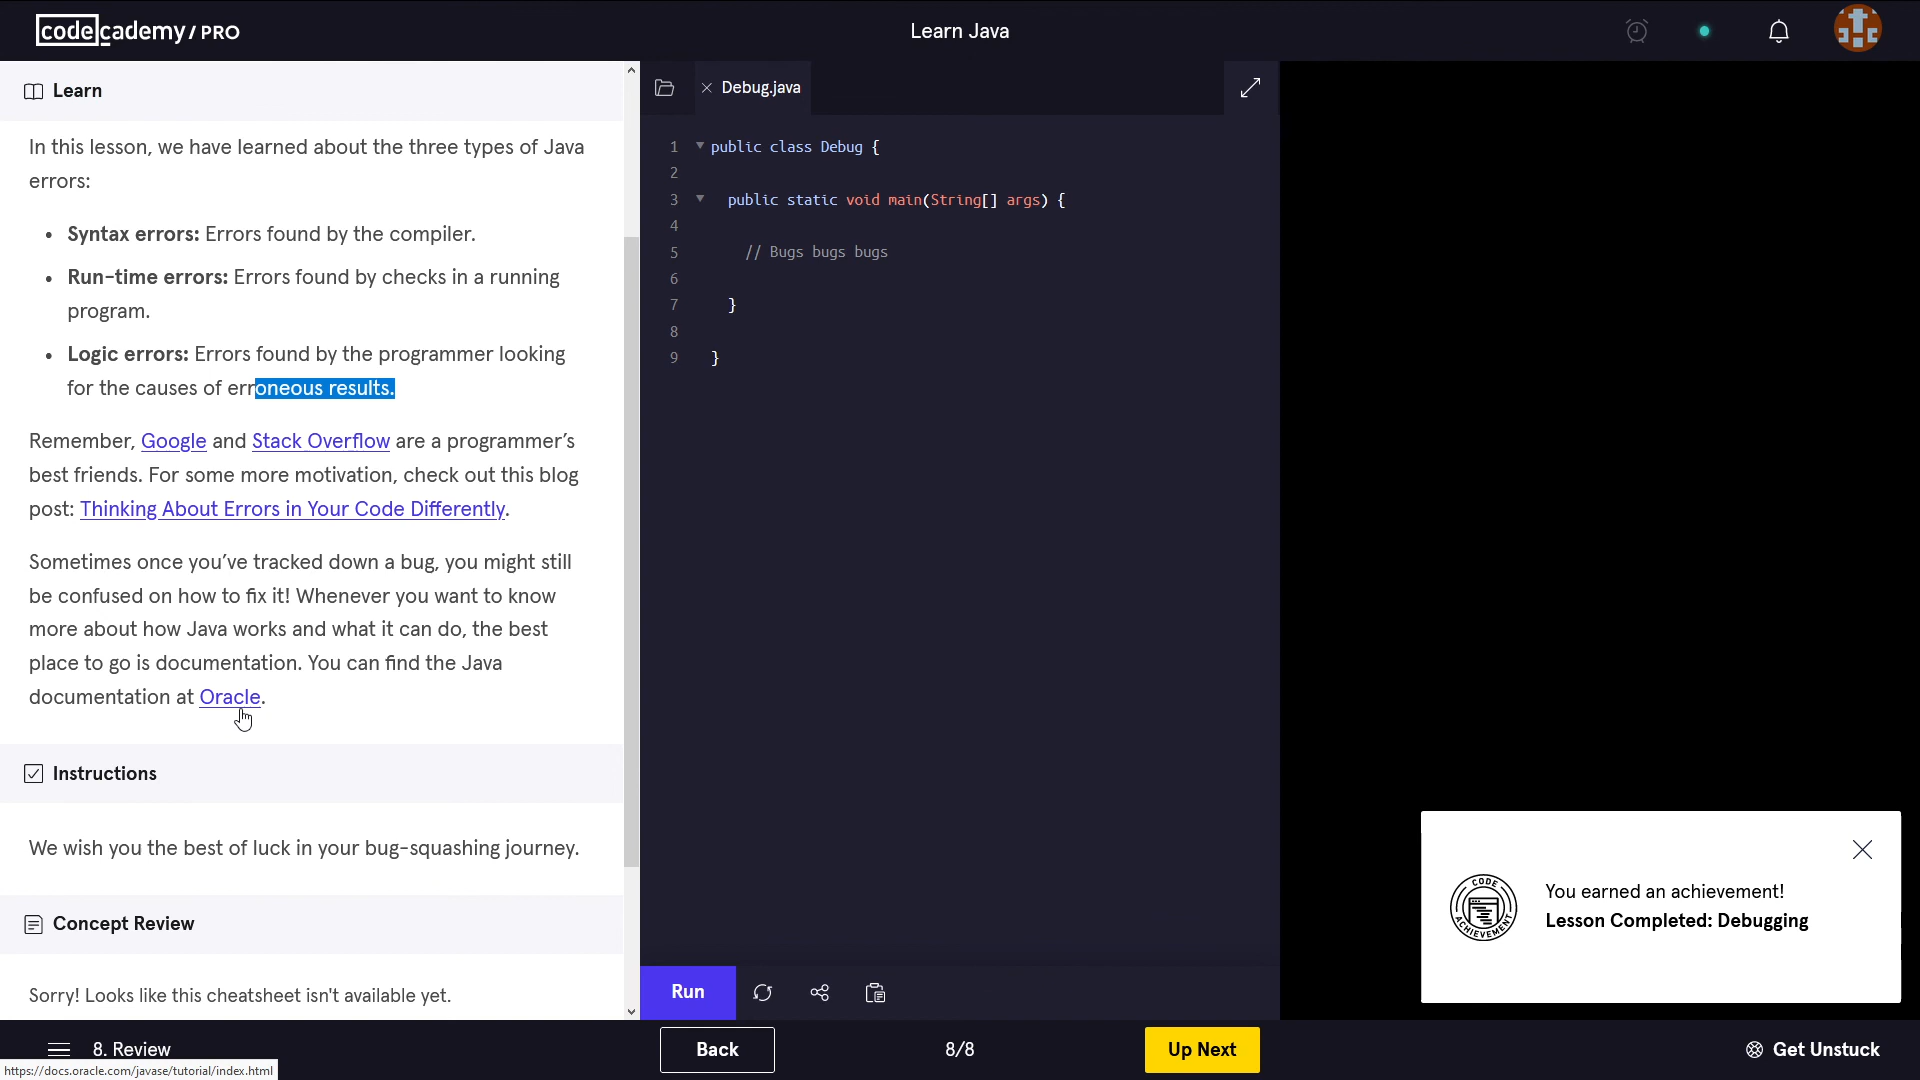 codecademy / PRO
Learn Java
Learn
Debug.java
In this lesson, we have learned about the three types of Java
errors:
• Syntax errors: Errors found by the compiler.
• Run-time errors: Errors found by checks in a running
program.
• Logic errors: Errors found by the programmer looking
for the causes of erroneous results.
Remember, Google and Stack Overflow are a programmer's
best friends. For some more motivation, check out this blog
post: Thinking About Errors in Your Code Differently.
Sometimes once you've tracked down a bug, you might still
be confused on how to fix it! Whenever you want to know
more about how Java works and what it can do, the best
place to go is documentation. You can find the Java
documentation at Oracle.
Instructions
We wish you the best of luck in your bug-squashing journey.
Concept Review
Sorry! Looks like this cheatsheet isn't available yet.
1 public class Debug {
2
3 public static void main(String[] args) {
4
5 // Bugs bugs bugs
6
7 }
8
9 }
CODE
ACHIEVEMENT
You earned an achievement!
Lesson Completed: Debugging
Run
8. Review
Back
8/8
Up Next
Get Unstuck
https://docs.oracle.com/javase/tutorial/index.html